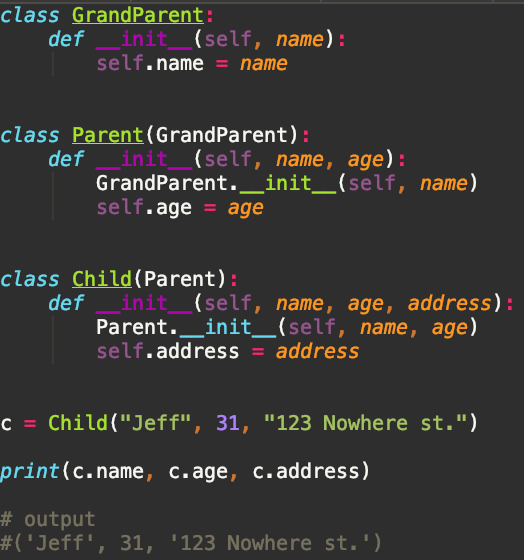 class GrandParent:
    def __init__(self, name):
        self.name = name
class Parent(GrandParent):
    def __init__(self, name, age):
        GrandParent.__init__(self, name)
        self.age = age
class Child(Parent):
    def __init__(self, name, age, address):
        Parent.__init__(self, name, age)
        self.address = address
c = Child("Jeff", 31, "123 Nowhere st.")
print(c.name, c.age, c.address)
# output
#('Jeff', 31, '123 Nowhere st.')